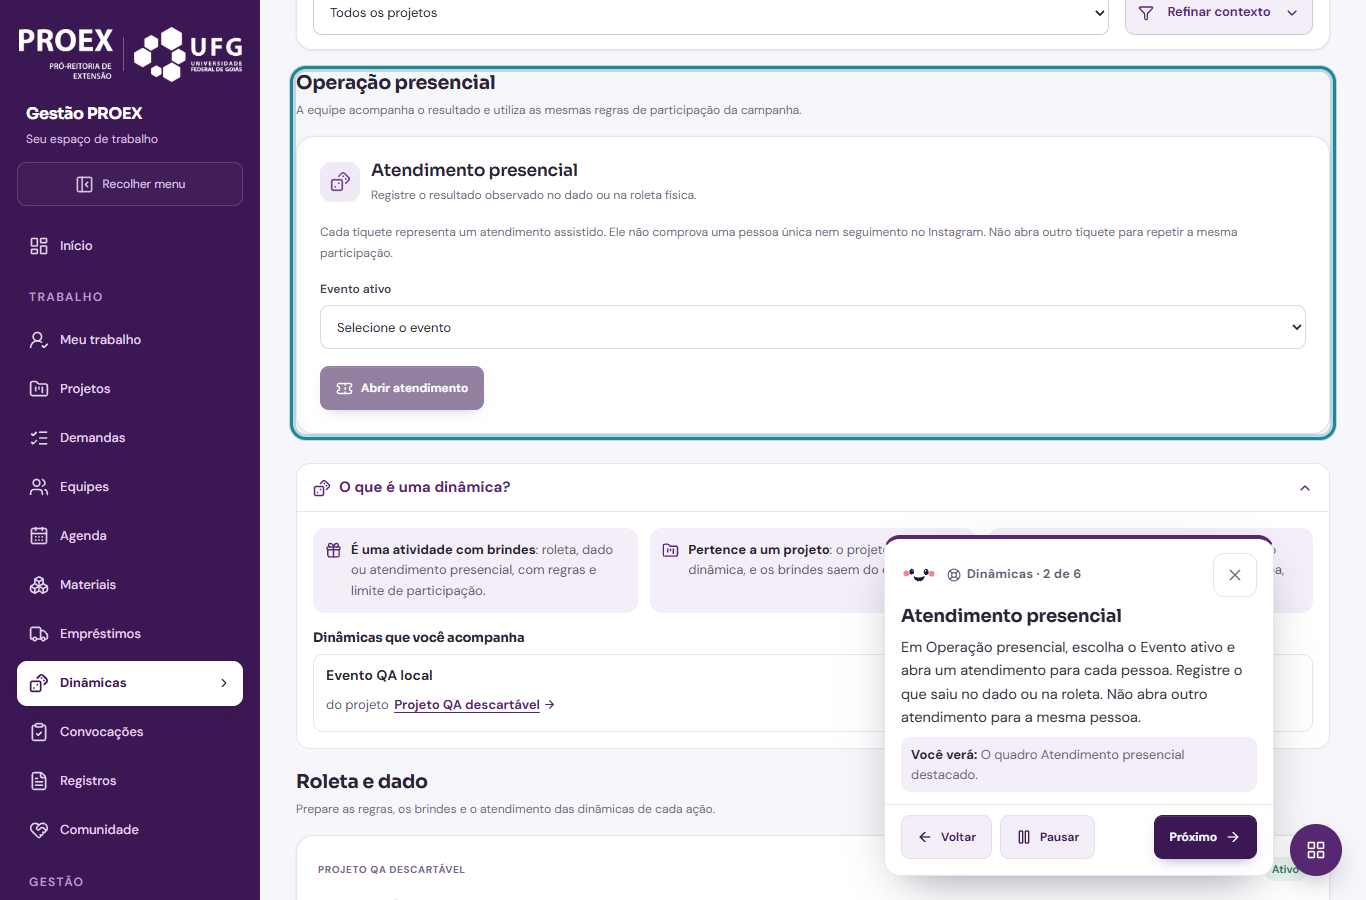 PROEX
PRÓ-REITORIA DE
EXTENSÃO
UFG
UNIVERSIDADE
FEDERAL DE GOIÁS
Gestão PROEX
Seu espaço de trabalho
Recolher menu
Início
TRABALHO
Meu trabalho
Projetos
Demandas
Equipes
Agenda
Materiais
Empréstimos
Dinâmicas
Convocações
Registros
Comunidade
GESTÃO
Todos os projetos
Refinar contexto
Operação presencial
A equipe acompanha o resultado e utiliza as mesmas regras de participação da campanha.
Atendimento presencial
Registre o resultado observado no dado ou na roleta física.
Cada tíquete representa um atendimento assistido. Ele não comprova uma pessoa única nem seguimento no Instagram. Não abra outro tíquete para repetir a mesma
participação.
Evento ativo
Selecione o evento
Abrir atendimento
O que é uma dinâmica?
É uma atividade com brindes: roleta, dado
ou atendimento presencial, com regras e
limite de participação.
Pertence a um projeto: o projeto
dinâmica, e os brindes saem do
Dinâmicas que você acompanha
Evento QA local
do projeto Projeto QA descartável →
Roleta e dado
Prepare as regras, os brindes e o atendimento das dinâmicas de cada ação.
PROJETO QA DESCARTÁVEL
Ativo
Dinâmicas · 2 de 6
Atendimento presencial
Em Operação presencial, escolha o Evento ativo e
abra um atendimento para cada pessoa. Registre o
que saiu no dado ou na roleta. Não abra outro
atendimento para a mesma pessoa.
Você verá: O quadro Atendimento presencial
destacado.
Voltar
Pausar
Próximo